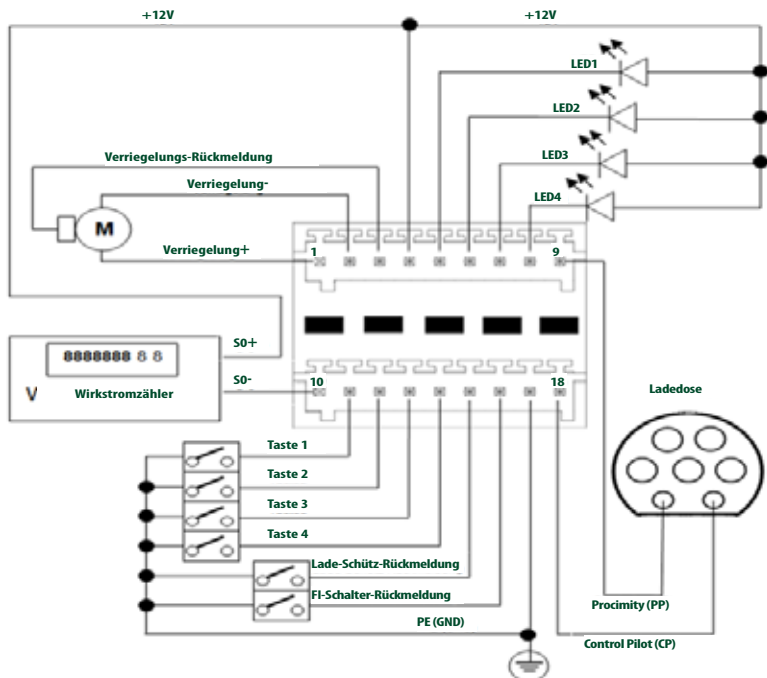 +12V
+12V
LED1
LED2
LED3
LED4
Verriegelungs-Rückmeldung
Verriegelung-
M
Verriegelung+
1
9
S0+
8888888 8 8
S0-
V
Wirkstromzähler
10
18
Ladedose
Taste 1
Taste 2
Taste 3
Taste 4
Lade-Schütz-Rückmeldung
FI-Schalter-Rückmeldung
PE (GND)
Procimity (PP)
Control Pilot (CP)